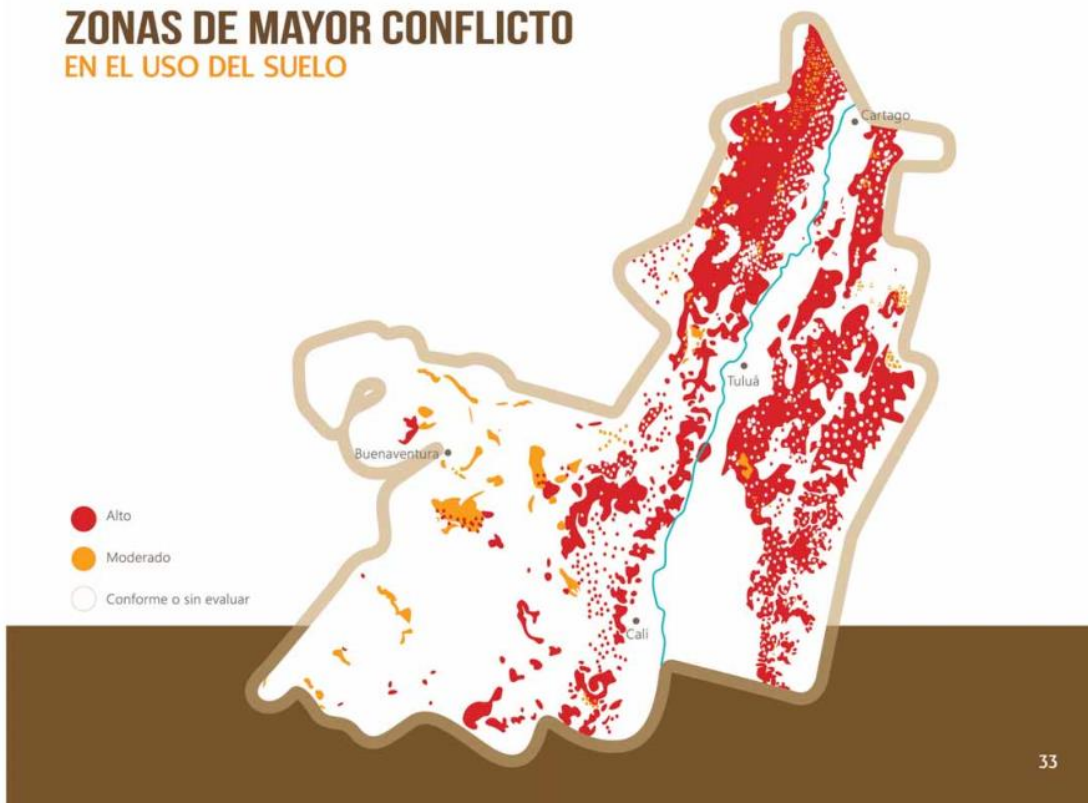 ZONAS DE MAYOR CONFLICTO
EN EL USO DEL SUELO
Cartago
Tuluá
Buenaventura
Alto
Moderado
Conforme o sin evaluar
Cali
33